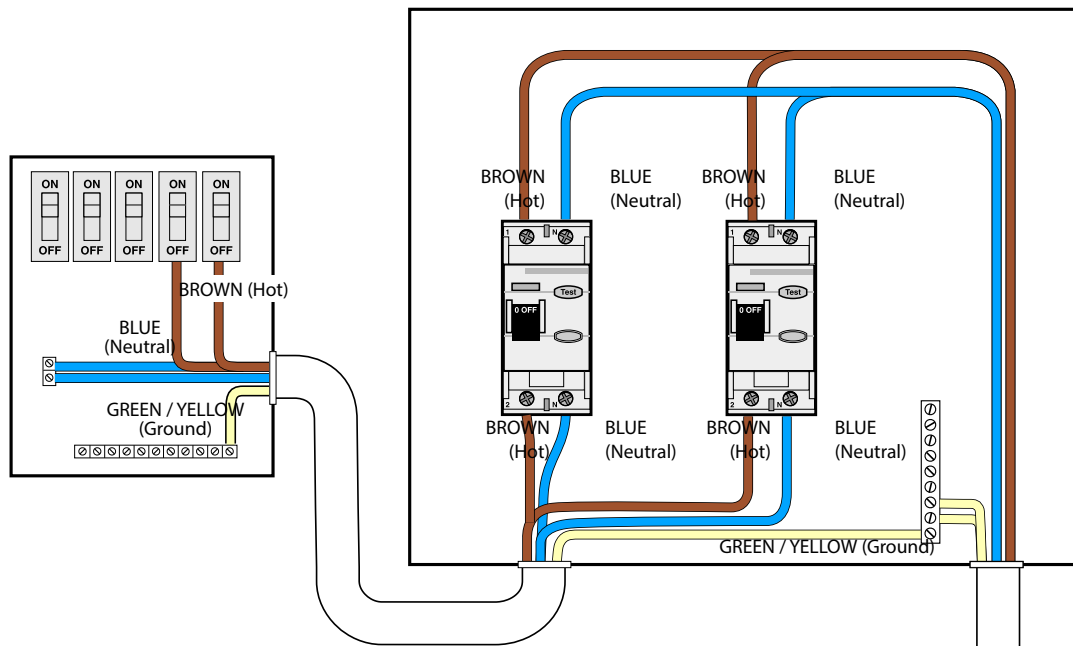 ON
OFF
ON
OFF
ON
OFF
ON
OFF
ON
OFF
BROWN (Hot)
BLUE
(Neutral)
GREEN / YELLOW
(Ground)
BROWN
(Hot)
BLUE
(Neutral)
BROWN
(Hot)
BLUE
(Neutral)
1
N
Test
0 OFF
2
N
1
N
Test
0 OFF
2
N
BROWN
(Hot)
BLUE
(Neutral)
BROWN
(Hot)
BLUE
(Neutral)
GREEN / YELLOW (Ground)